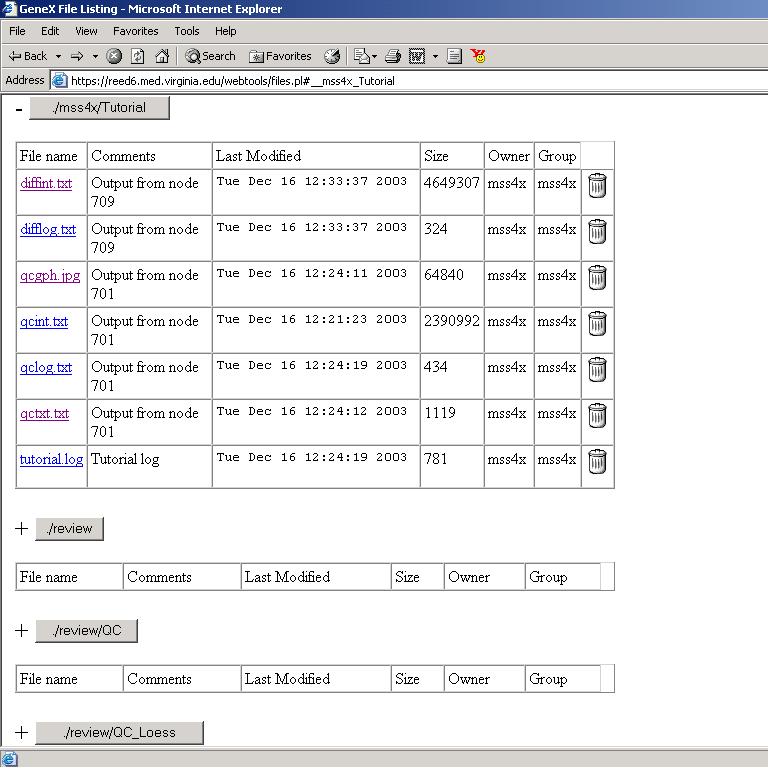 GeneX File Listing - Microsoft Internet Explorer
File Edit View Favorites Tools Help
Back Search Favorites
Address https://reed6.med.virginia.edu/webtools/files.pl#__mss4x_Tutorial
- ./mss4x/Tutorial
File name Comments Last Modified Size Owner Group
diffint.txt Output from node 709 Tue Dec 16 12:33:37 2003 4649307 mss4x mss4x
difflog.txt Output from node 709 Tue Dec 16 12:33:37 2003 324 mss4x mss4x
qcgph.jpg Output from node 701 Tue Dec 16 12:24:11 2003 64840 mss4x mss4x
qcint.txt Output from node 701 Tue Dec 16 12:21:23 2003 2390992 mss4x mss4x
qclog.txt Output from node 701 Tue Dec 16 12:24:19 2003 434 mss4x mss4x
qctxt.txt Output from node 701 Tue Dec 16 12:24:12 2003 1119 mss4x mss4x
tutorial.log Tutorial log Tue Dec 16 12:24:19 2003 781 mss4x mss4x
+ ./review
File name Comments Last Modified Size Owner Group
+ ./review/QC
File name Comments Last Modified Size Owner Group
+ ./review/QC_Loess